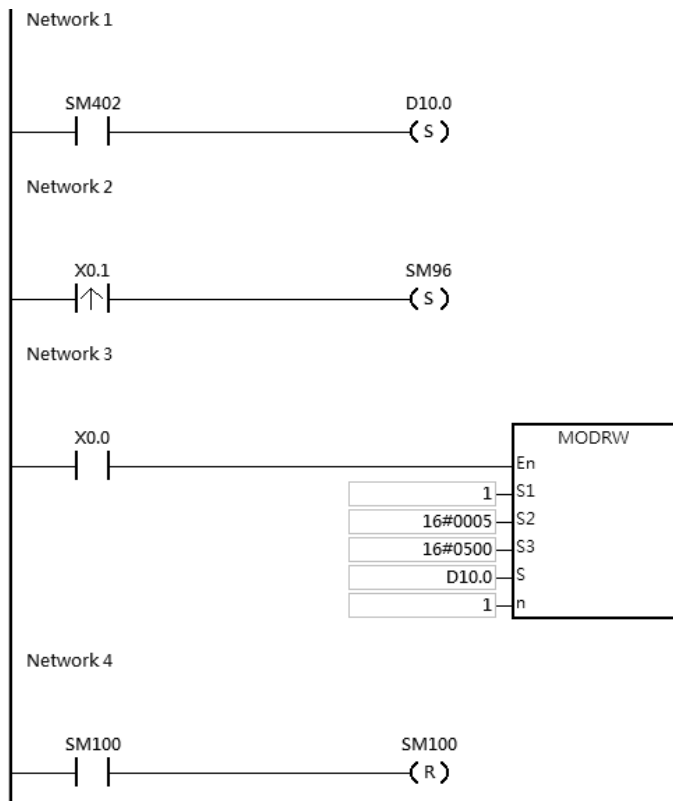 Network 1
SM402 D10.0
S
Network 2
X0.1 SM96
S
Network 3
X0.0
MODRW
En
1 S1
16#0005 S2
16#0500 S3
D10.0 S
1 n
Network 4
SM100 SM100
R